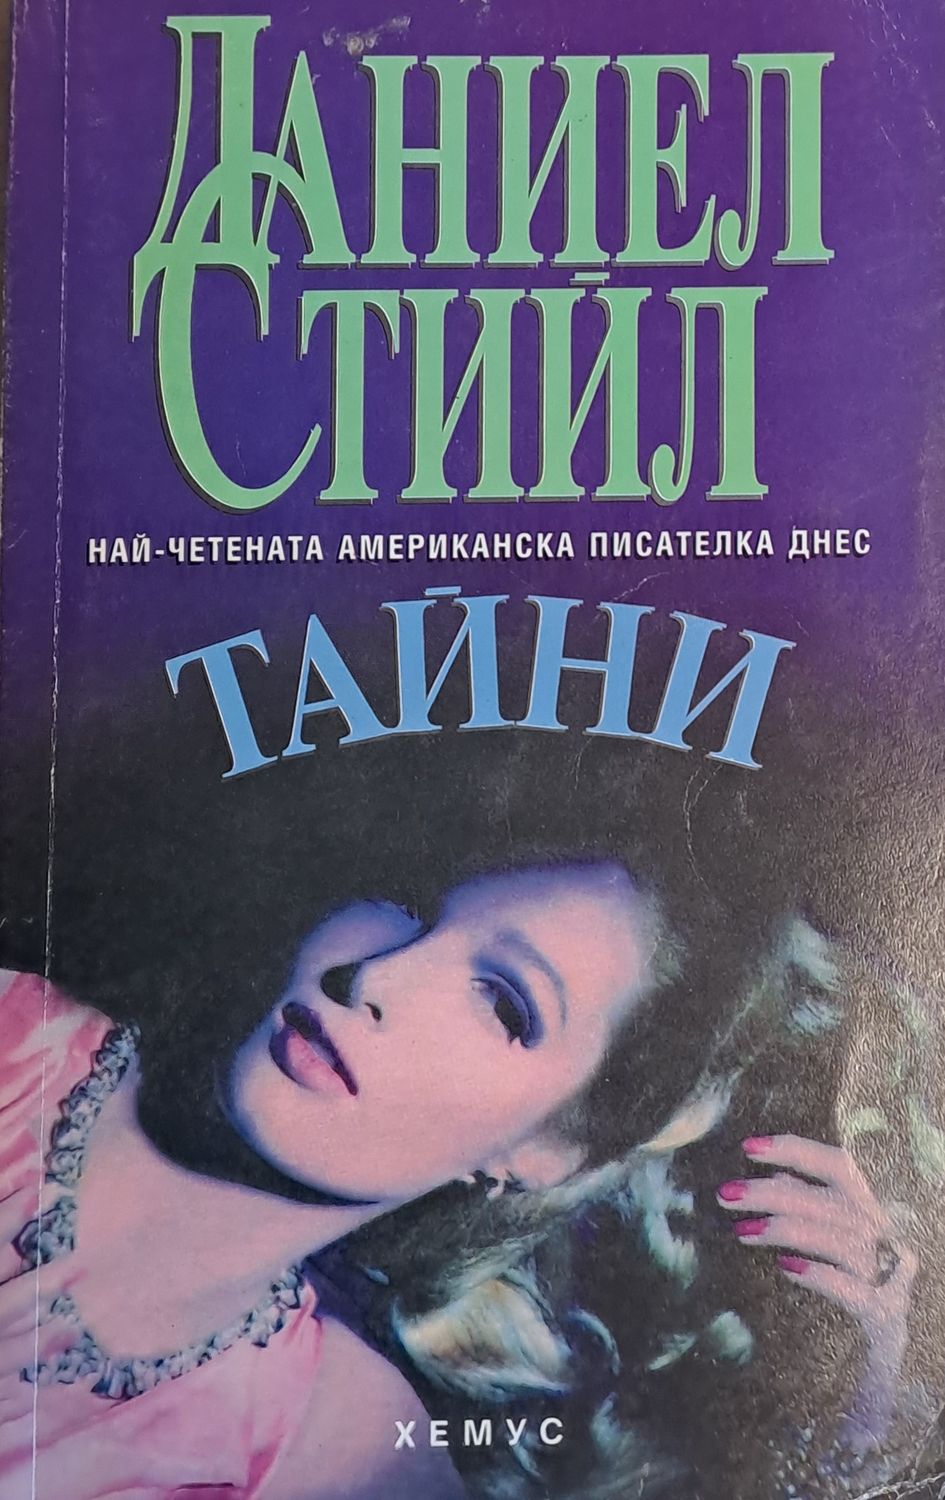 ДАНИЕЛ
СТИЙЛ
НАЙ-ЧЕТЕНАТА АМЕРИКАНСКА ПИСАТЕЛКА ДНЕС
ТАЙНИ
ХЕМУС